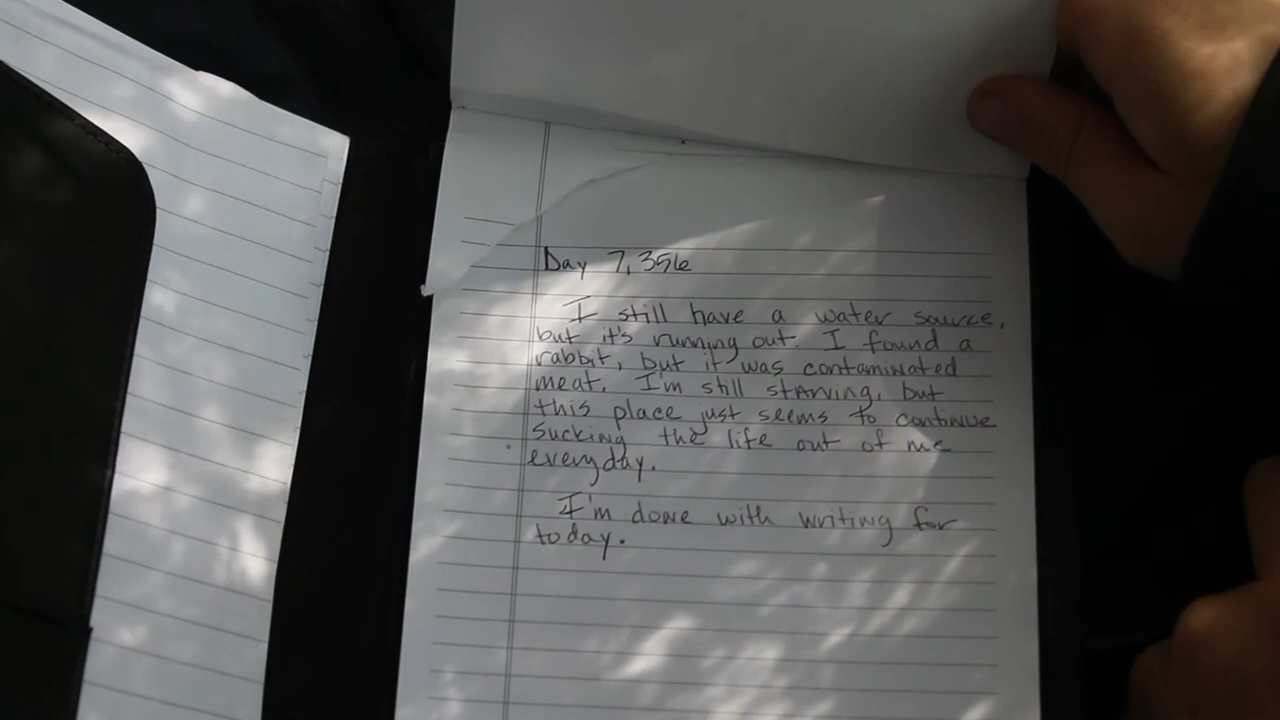 Day 7,356
I still have a water source,
but it's running out. I found a
rabbit, but it was contaminated
meat. I'm still starving, but
this place just seems to continue
sucking the life out of me
everyday.
I'm done with writing for
today.